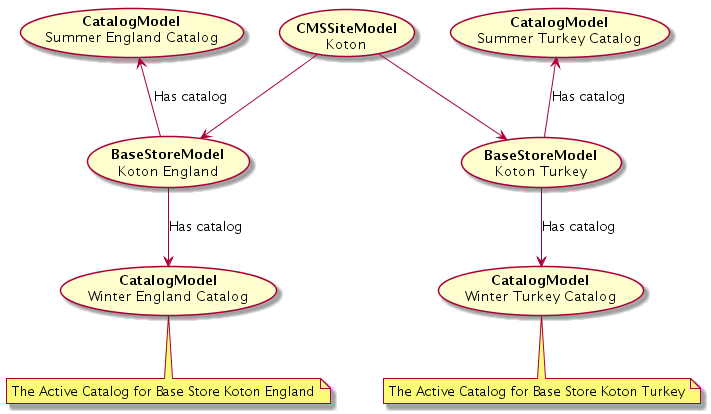 CatalogModel
Summer England Catalog
CMSSiteModel
Koton
CatalogModel
Summer Turkey Catalog
Has catalog
Has catalog
BaseStoreModel
Koton England
BaseStoreModel
Koton Turkey
Has catalog
Has catalog
CatalogModel
Winter England Catalog
CatalogModel
Winter Turkey Catalog
The Active Catalog for Base Store Koton England
The Active Catalog for Base Store Koton Turkey